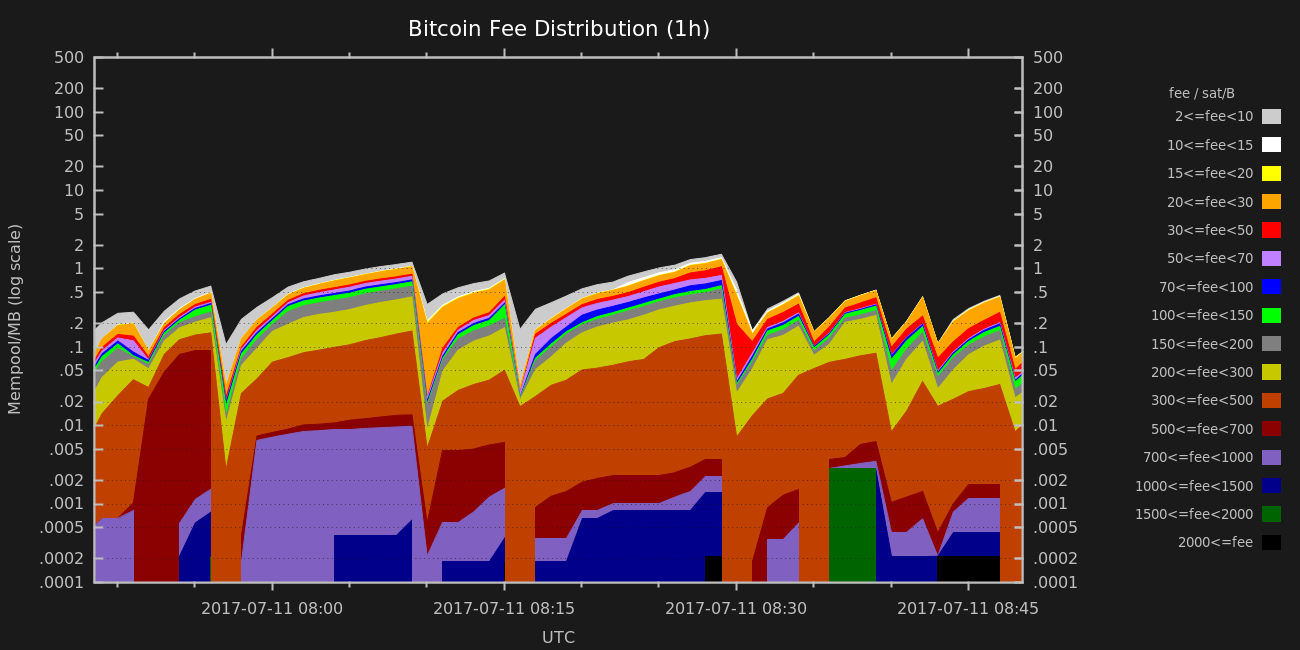 Bitcoin Fee Distribution (1h)
Mempool/MB (log scale)
500
200
100
50
20
10
5
2
1
.5
.2
.1
.05
.02
.01
.005
.002
.001
.0005
.0002
.0001
500
200
100
50
20
10
5
2
1
.5
.2
.1
.05
.02
.01
.005
.002
.001
.0005
.0002
.0001
fee / sat/B
2<=fee<10
10<=fee<15
15<=fee<20
20<=fee<30
30<=fee<50
50<=fee<70
70<=fee<100
100<=fee<150
150<=fee<200
200<=fee<300
300<=fee<500
500<=fee<700
700<=fee<1000
1000<=fee<1500
1500<=fee<2000
2000<=fee
2017-07-11 08:00
2017-07-11 08:15
2017-07-11 08:30
2017-07-11 08:45
UTC